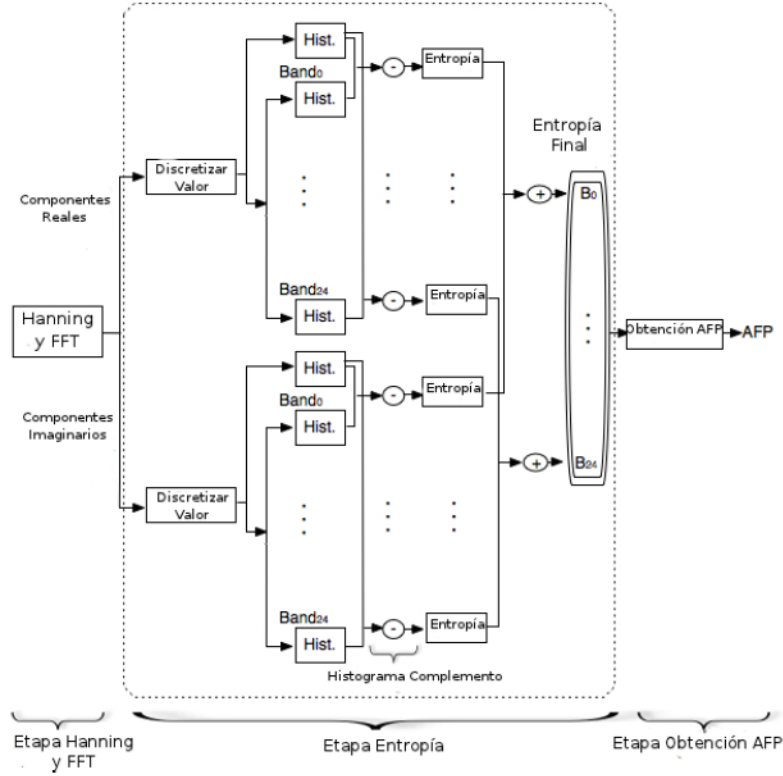 Hist.
Band0
Hist.
-
Entropía
Entropía
Final
Discretizar
Valor
+
B0
Componentes
Reales
Band24
Hist.
-
Entropía
Hanning
y FFT
Obtención AFP
AFP
Hist.
Band0
Hist.
-
Entropía
Componentes
Imaginarios
+
B24
Discretizar
Valor
Band24
Hist.
-
Entropía
Histograma Complemento
Etapa Hanning
y FFT
Etapa Entropía
Etapa Obtención AFP